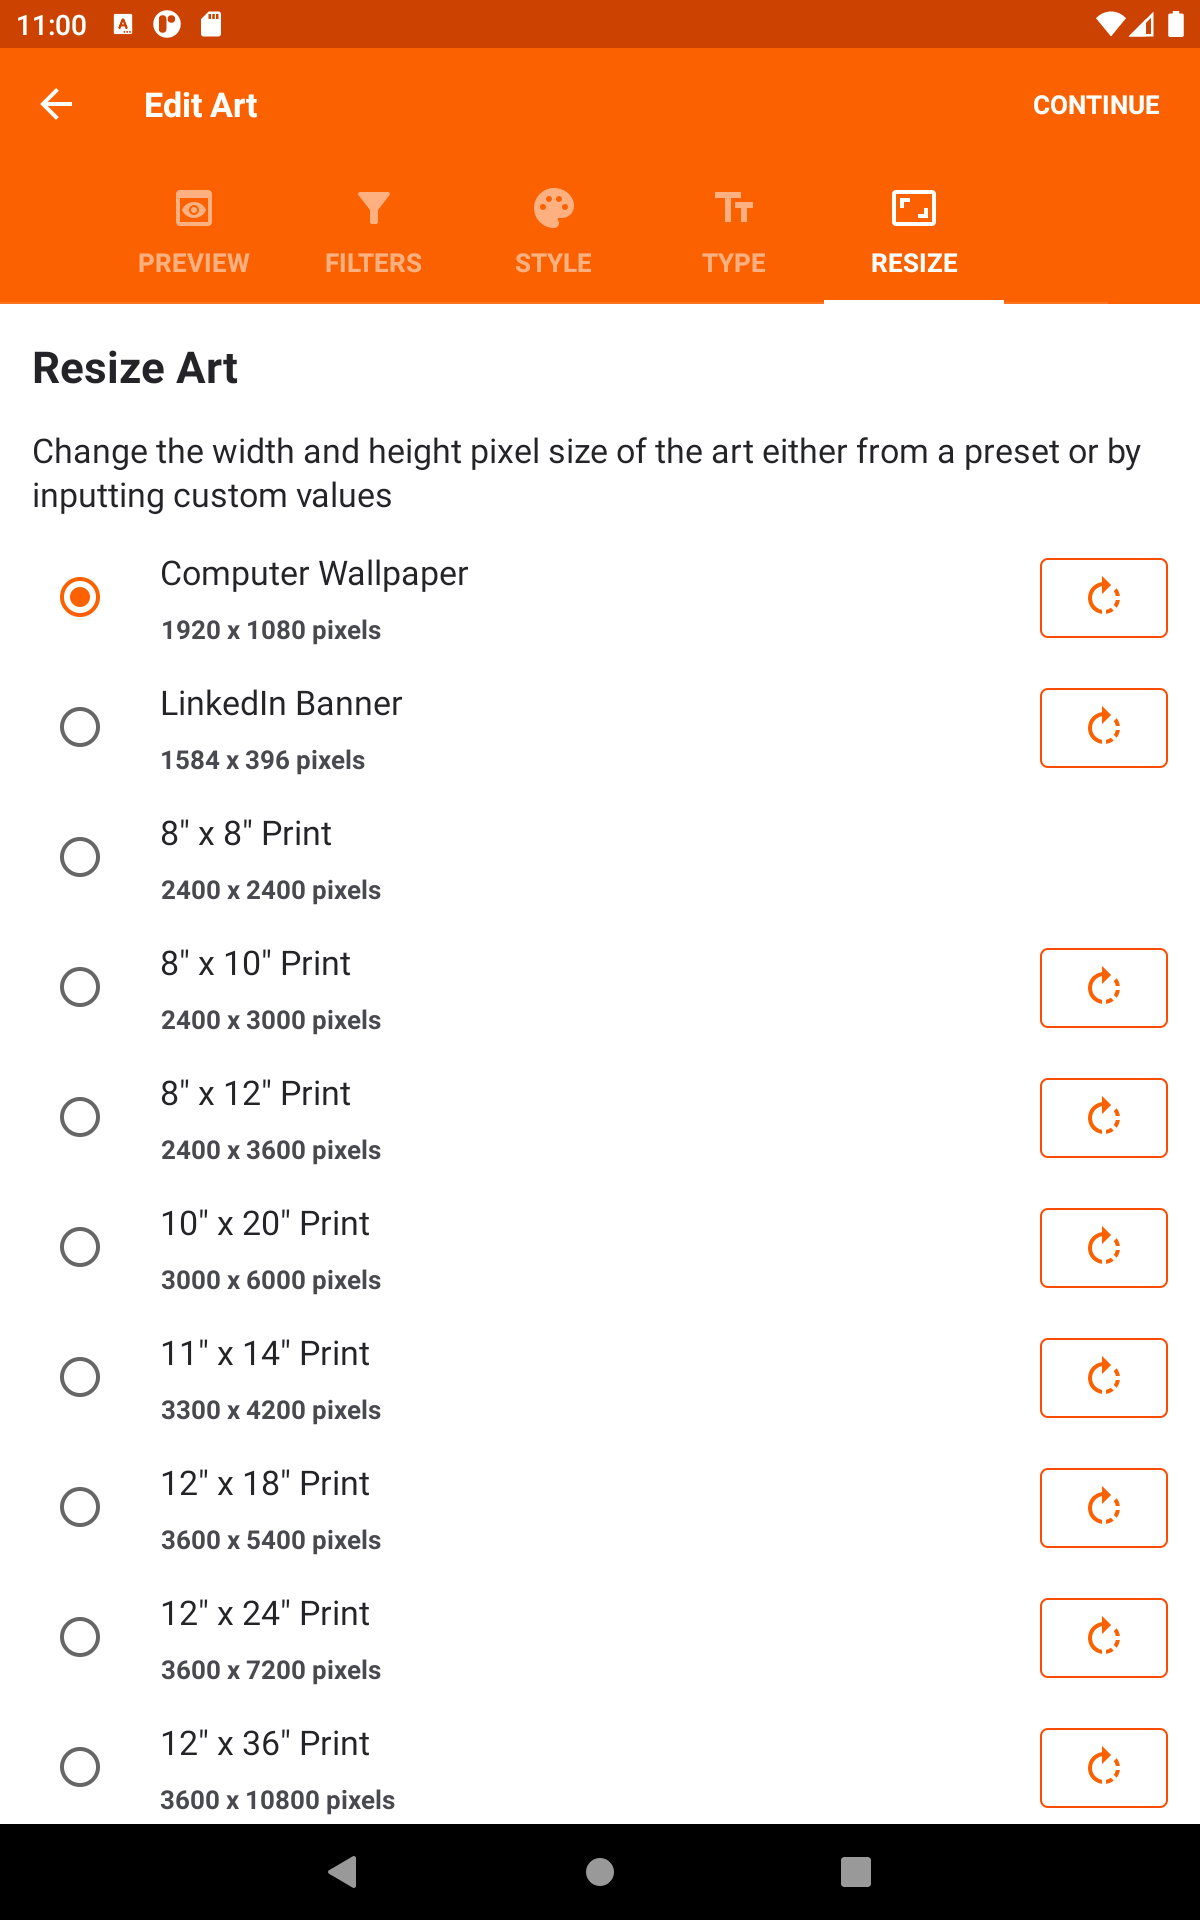 11:00
Edit Art
CONTINUE
PREVIEW
FILTERS
STYLE
TYPE
RESIZE
Resize Art
Change the width and height pixel size of the art either from a preset or by
inputting custom values
Computer Wallpaper
1920 x 1080 pixels
LinkedIn Banner
1584 x 396 pixels
8" x 8" Print
2400 x 2400 pixels
8" x 10" Print
2400 x 3000 pixels
8" x 12" Print
2400 x 3600 pixels
10" x 20" Print
3000 x 6000 pixels
11" x 14" Print
3300 x 4200 pixels
12" x 18" Print
3600 x 5400 pixels
12" x 24" Print
3600 x 7200 pixels
12" x 36" Print
3600 x 10800 pixels